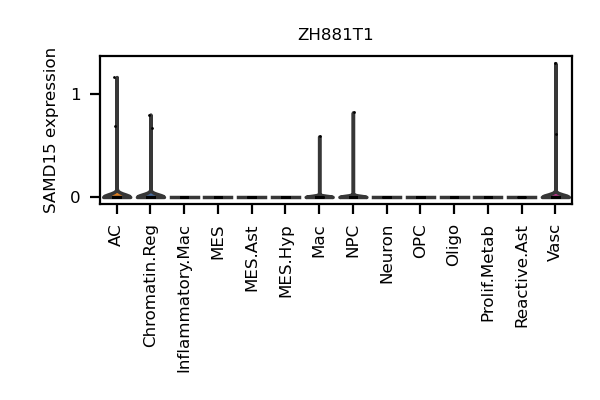 ZH881T1
SAMD15 expression
1
0
AC
Chromatin.Reg
Inflammatory.Mac
MES
MES.Ast
MES.Hyp
Mac
NPC
Neuron
OPC
Oligo
Prolif.Metab
Reactive.Ast
Vasc